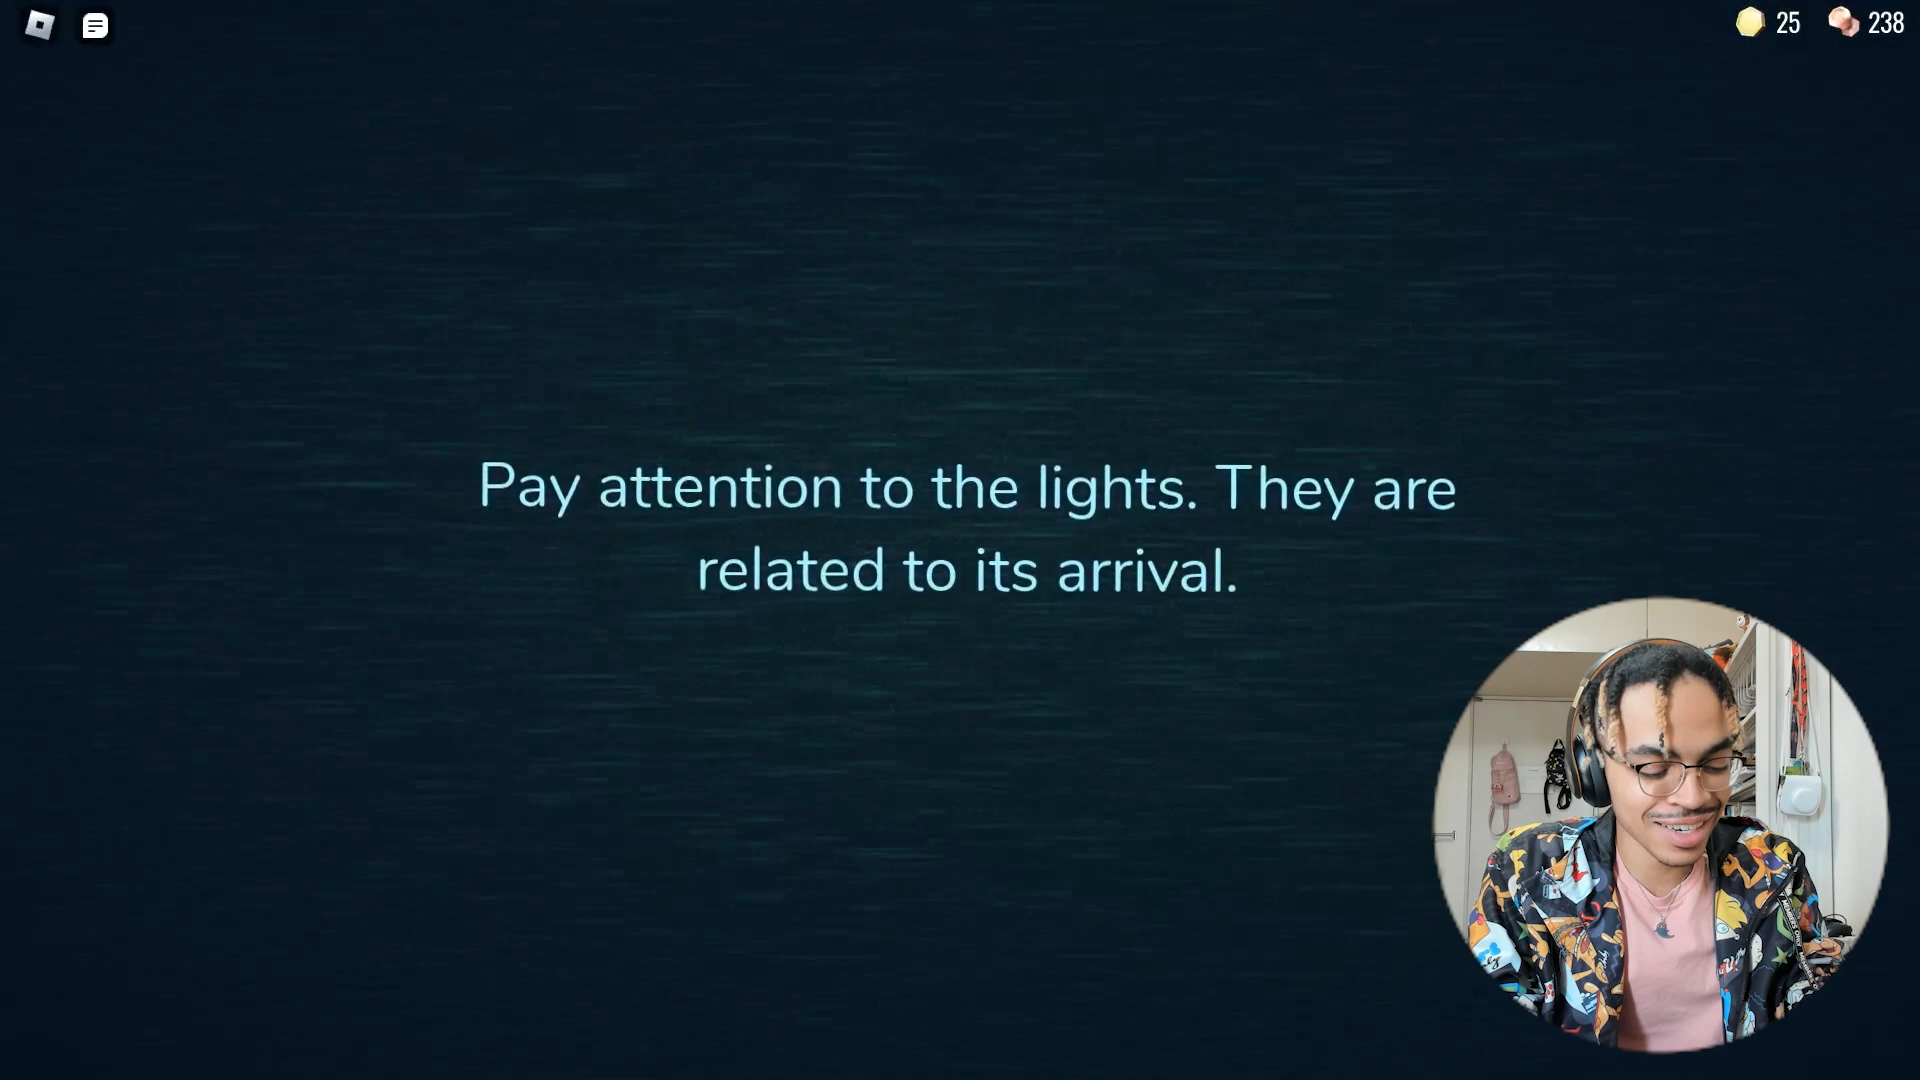 25 238
Pay attention to the lights. They are
related to its arrival.